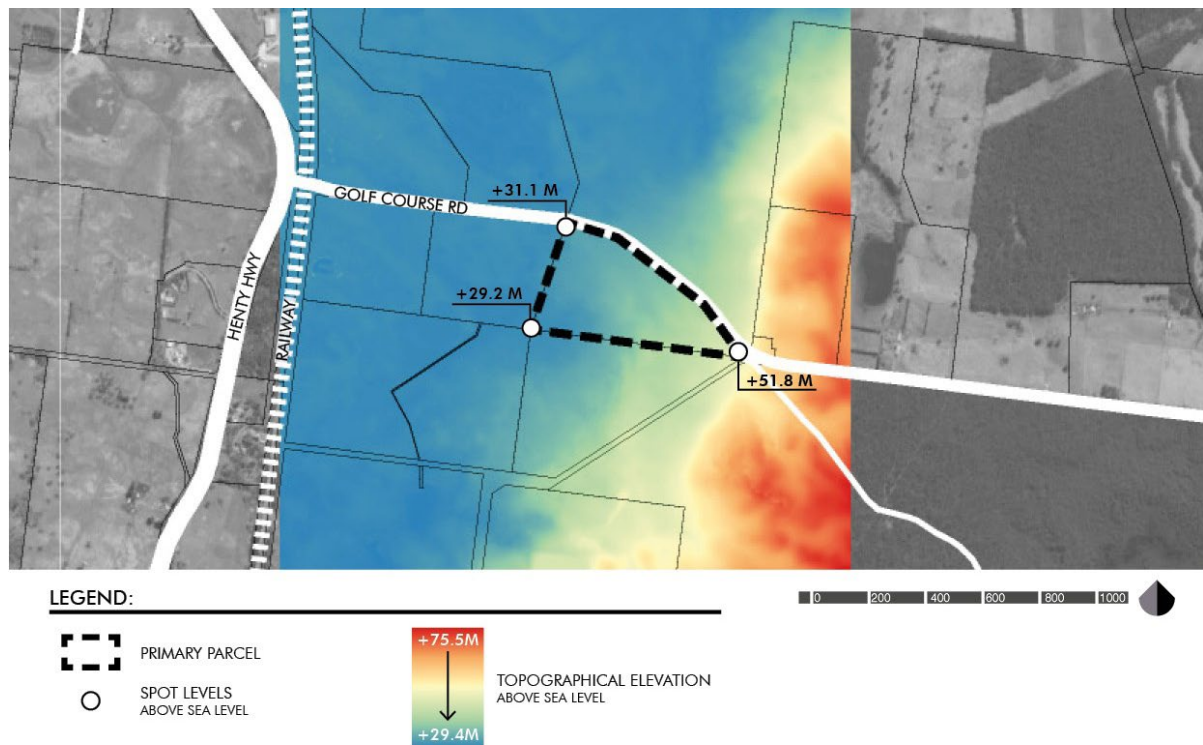 +31.1 M
GOLF COURSE RD
+29.2 M
HENTY HWY
RAILWAY
+51.8 M
LEGEND:
PRIMARY PARCEL
SPOT LEVELS
ABOVE SEA LEVEL
+75.5M
+29.4M
TOPOGRAPHICAL ELEVATION
ABOVE SEA LEVEL
0 200 400 600 800 1000